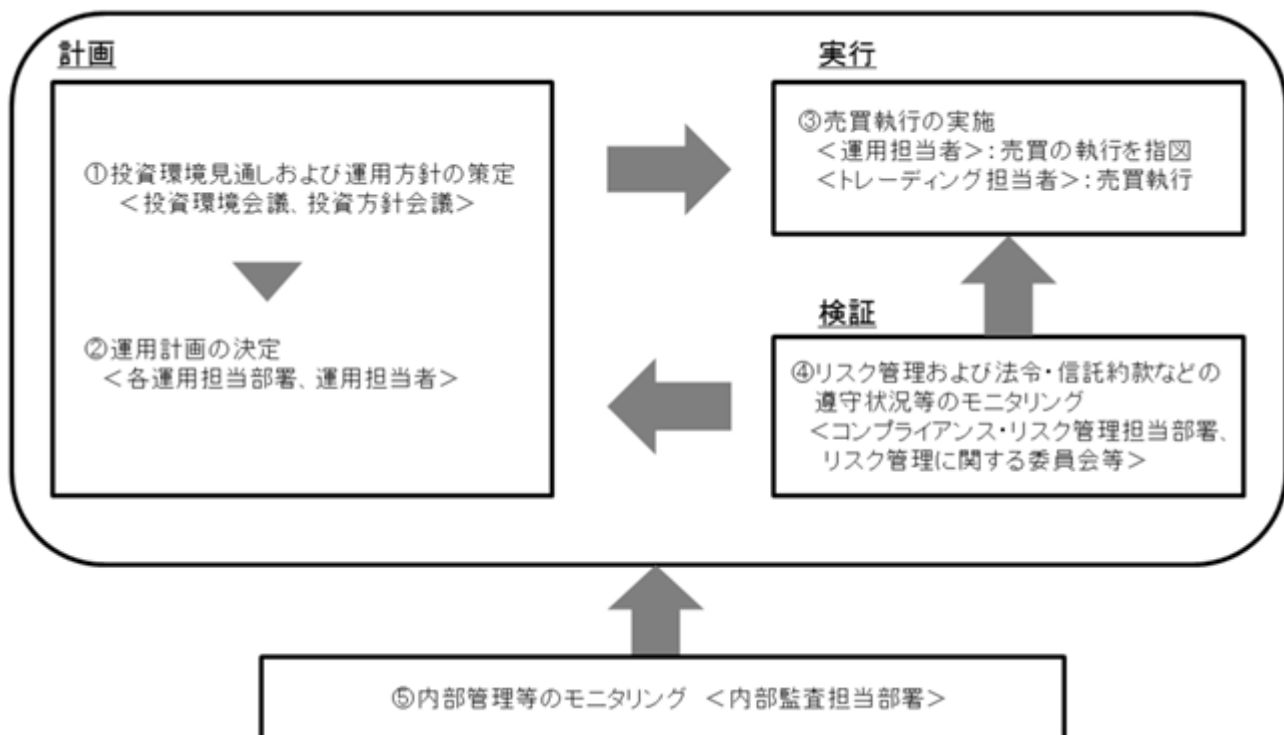 計画
①投資環境見通しおよび運用方針の策定
＜投資環境会議、投資方針会議＞
②運用計画の決定
＜各運用担当部署、運用担当者＞
実行
③売買執行の実施
＜運用担当者＞：売買の執行を指図
＜トレーディング担当者＞：売買執行
検証
④リスク管理および法令・信託約款などの
遵守状況等のモニタリング
＜コンプライアンス・リスク管理担当部署、
リスク管理に関する委員会等＞
⑤内部管理等のモニタリング ＜内部監査担当部署＞